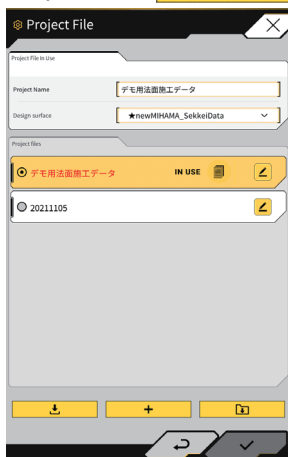 Project File
Project File In Use
Project Name
デモ用法面施工データ
Design surface
★newMIHAMA_SekkeiData
Project files
デモ用法面施工データ
IN USE
20211105